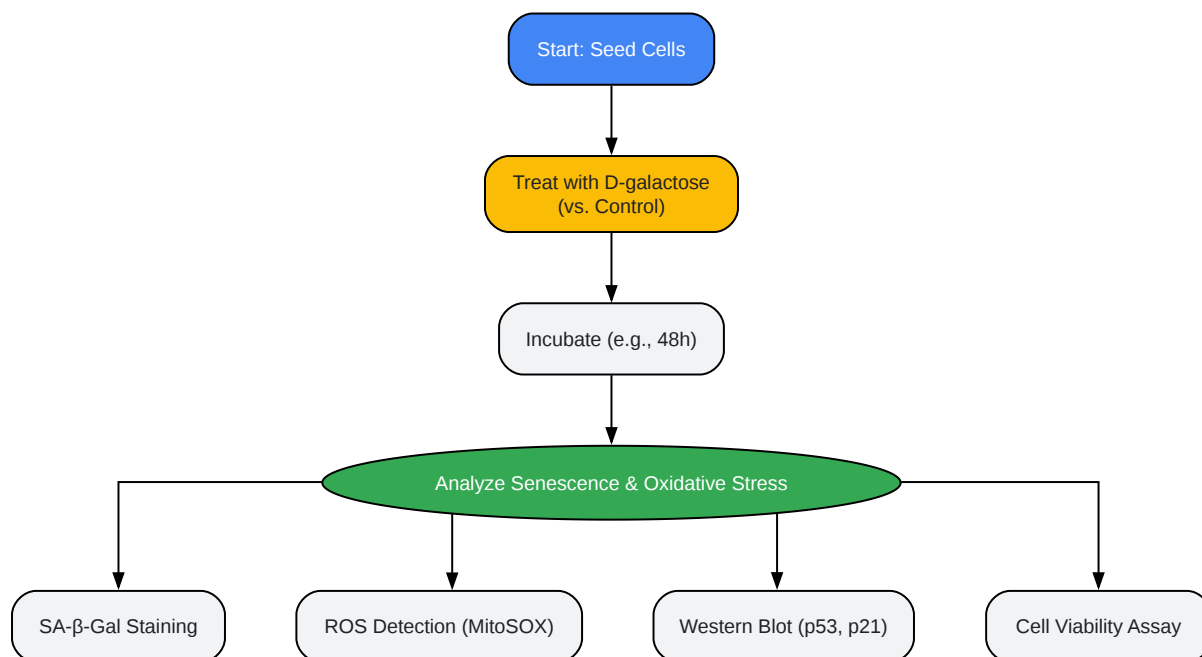 Start: Seed Cells
Treat with D-galactose
(vs. Control)
Incubate (e.g., 48h)
Analyze Senescence & Oxidative Stress
SA-β-Gal Staining
ROS Detection (MitoSOX)
Western Blot (p53, p21)
Cell Viability Assay